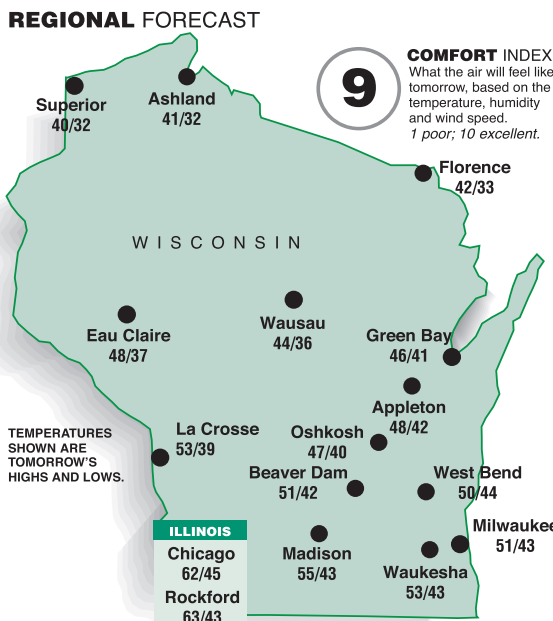 REGIONAL FORECAST
9
COMFORT INDEX
What the air will feel like
tomorrow, based on the
temperature, humidity
and wind speed.
1 poor; 10 excellent.
Superior
40/32
Ashland
41/32
Florence
42/33
WISCONSIN
Eau Claire
48/37
Wausau
44/36
Green Bay
46/41
Appleton
48/42
TEMPERATURES
SHOWN ARE
TOMORROW'S
HIGHS AND LOWS.
La Crosse
53/39
Oshkosh
47/40
Beaver Dam
51/42
West Bend
50/44
Milwaukee
51/43
Madison
55/43
Waukesha
53/43
ILLINOIS
Chicago
62/45
Rockford
63/43